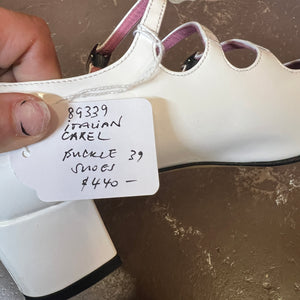 89339
ITALIAN
CAREL
BUCKLE 39
SHOES
$440-